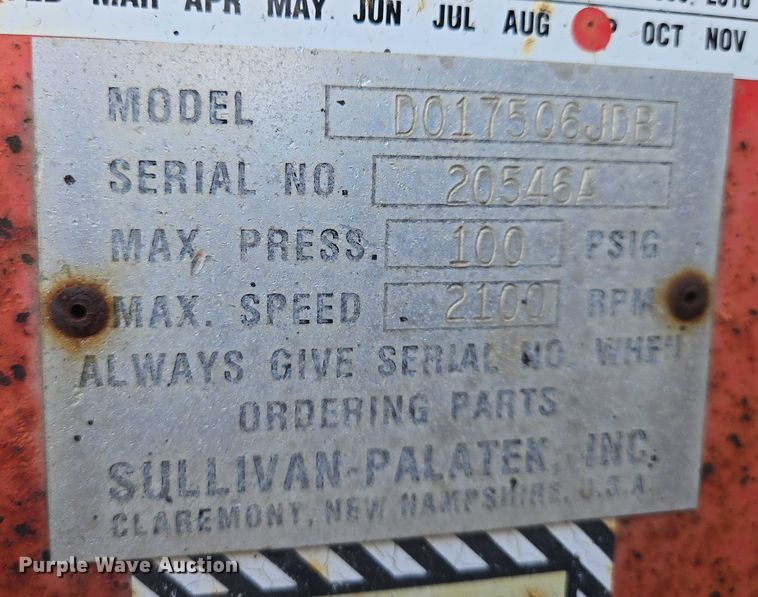 MAR APR MAY JUN JUL AUG OCT NOV
MODEL D017506JDB
SERIAL NO. 20546A
MAX. PRESS. 100 PSIG
MAX. SPEED 2100 RPM
ALWAYS GIVE SERIAL NO. WHEN
ORDERING PARTS
SULLIVAN-PALATEK, INC.
CLAREMONT, NEW HAMPSHIRE, U.S.A.
Purple Wave Auction